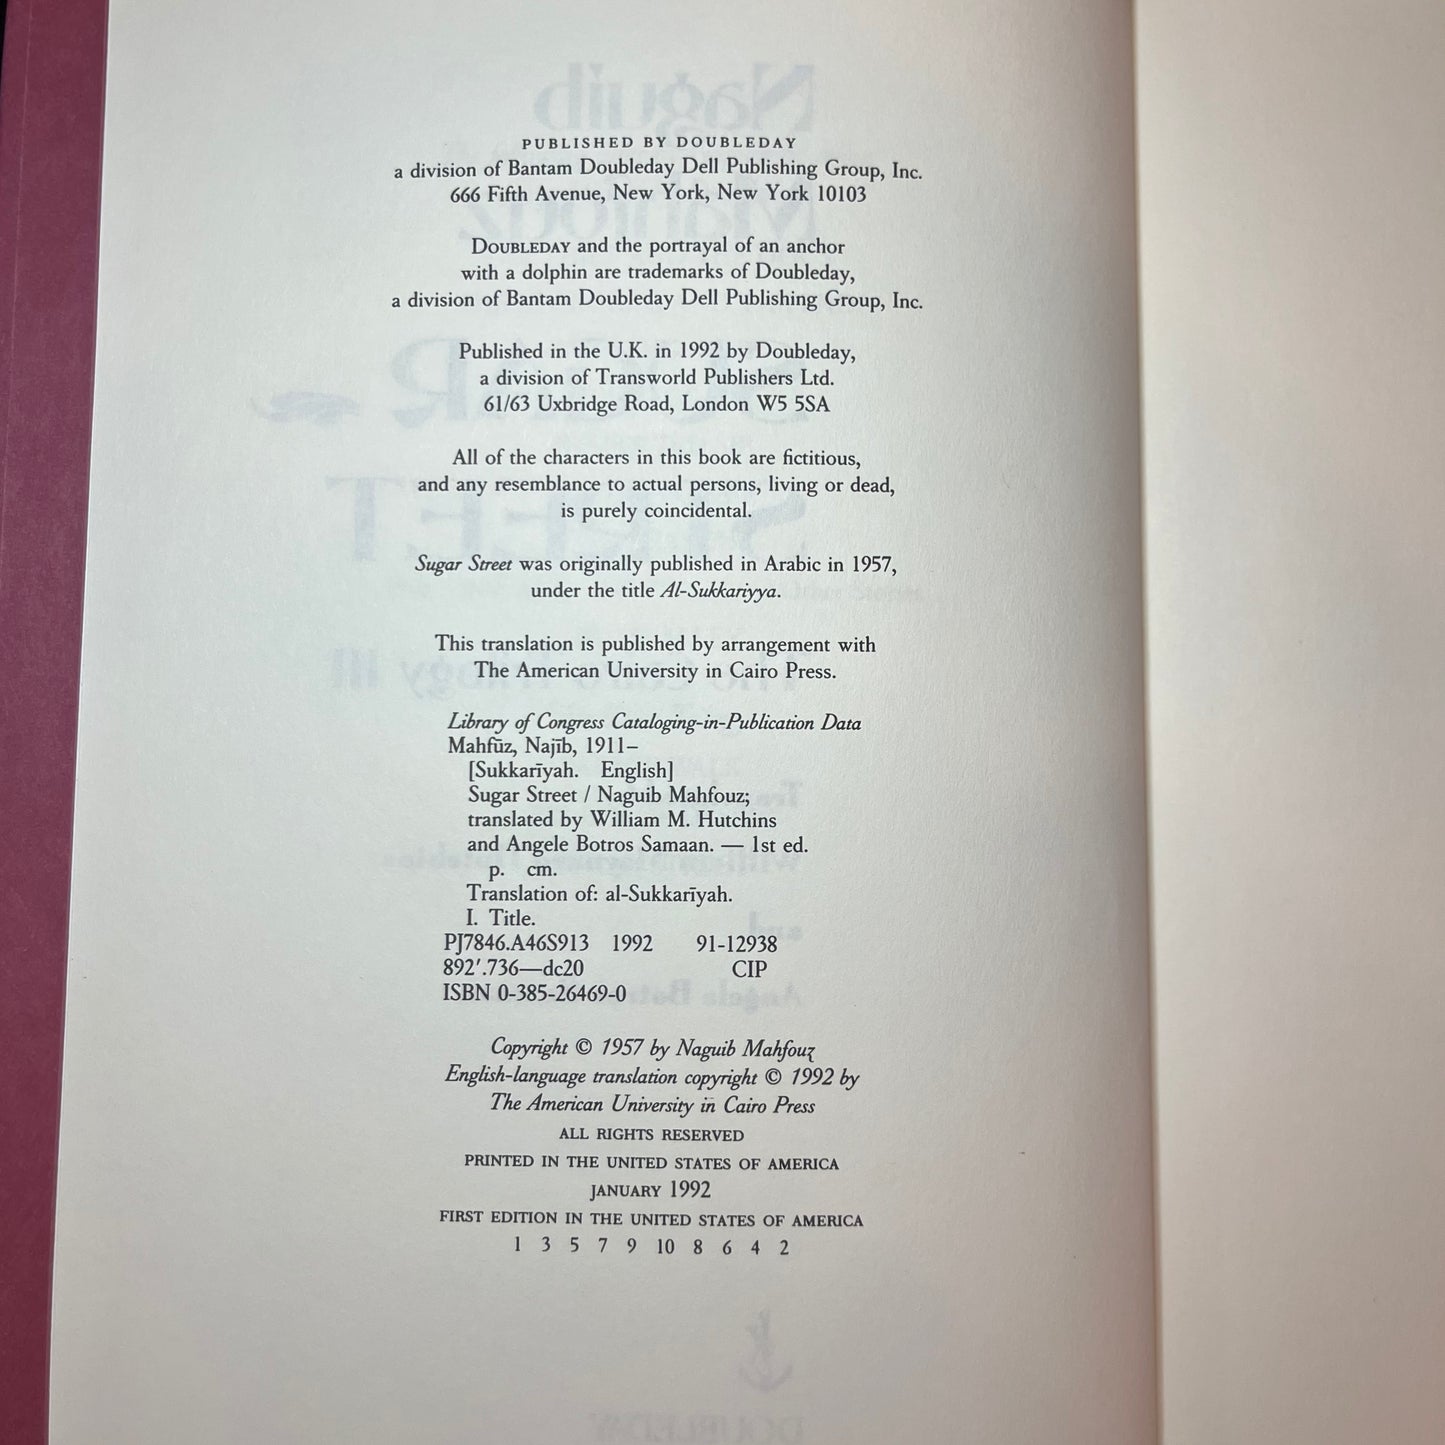 PUBLISHED BY DOUBLEDAY
a division of Bantam Doubleday Dell Publishing Group, Inc.
666 Fifth Avenue, New York, New York 10103
DOUBLEDAY and the portrayal of an anchor
with a dolphin are trademarks of Doubleday,
a division of Bantam Doubleday Dell Publishing Group, Inc.
Published in the U.K. in 1992 by Doubleday,
a division of Transworld Publishers Ltd.
61/63 Uxbridge Road, London W5 5SA
All of the characters in this book are fictitious,
and any resemblance to actual persons, living or dead,
is purely coincidental.
Sugar Street was originally published in Arabic in 1957,
under the title Al-Sukkariyya.
This translation is published by arrangement with
The American University in Cairo Press.
Library of Congress Cataloging-in-Publication Data
Mahfūz, Najīb, 1911–
[Sukkarīyah. English]
Sugar Street / Naguib Mahfouz;
translated by William M. Hutchins
and Angele Botros Samaan. — 1st ed.
p. cm.
Translation of: al-Sukkarīyah.
I. Title.
PJ7846.A46S913 1992 91-12938
892′.736—dc20 CIP
ISBN 0-385-26469-0
Copyright © 1957 by Naguib Mahfouz
English-language translation copyright © 1992 by
The American University in Cairo Press
ALL RIGHTS RESERVED
PRINTED IN THE UNITED STATES OF AMERICA
JANUARY 1992
FIRST EDITION IN THE UNITED STATES OF AMERICA
1 3 5 7 9 10 8 6 4 2